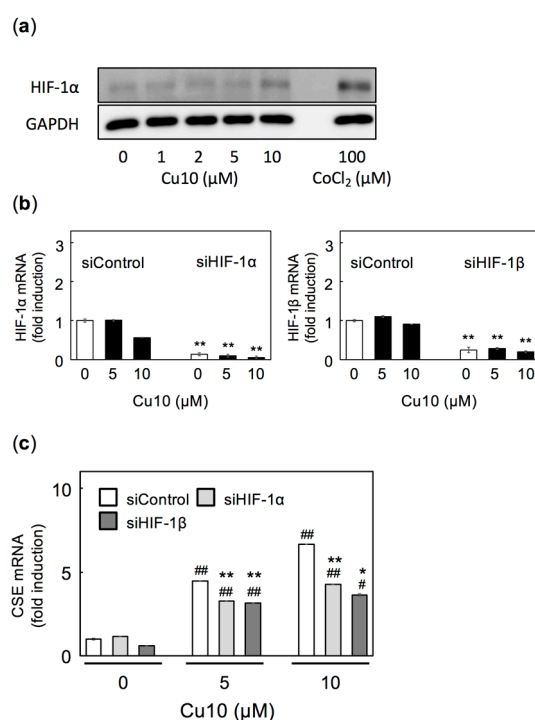 (a)
HIF-1α
GAPDH
0 1 2 5 10 100
Cu10 (µM) CoCl₂ (µM)
(b)
HIF-1α mRNA
(fold induction)
3
2
1
0
siControl siHIF-1α
** ** **
0 5 10 0 5 10
Cu10 (µM)
HIF-1β mRNA
(fold induction)
3
2
1
0
siControl siHIF-1β
** ** **
0 5 10 0 5 10
Cu10 (µM)
(c)
CSE mRNA
(fold induction)
10
5
0
siControl siHIF-1α
siHIF-1β
## ** ** ## ** *
## ## ## #
0 5 10
Cu10 (µM)